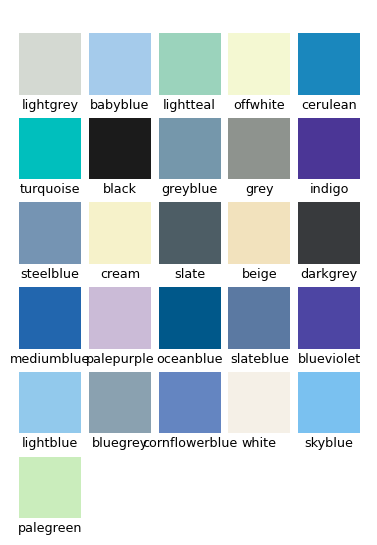 lightgrey babyblue lightteal offwhite cerulean
turquoise black greyblue grey indigo
steelblue cream slate beige darkgrey
mediumblue palepurple oceanblue slateblue blueviolet
lightblue bluegrey cornflowerblue white skyblue
palegreen